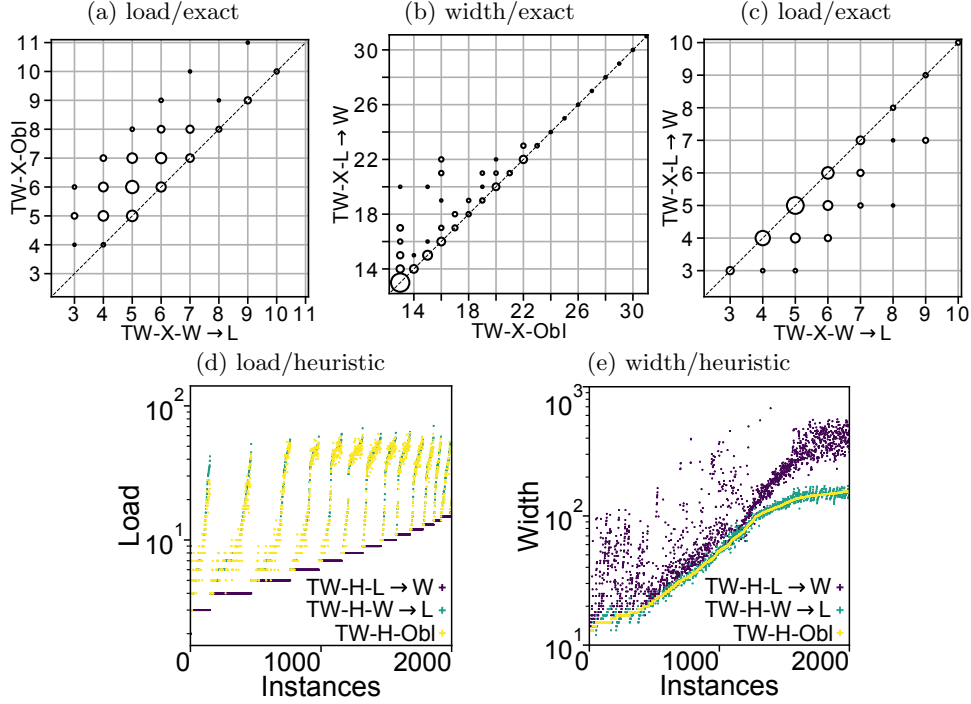 (a) load/exact
(b) width/exact
(c) load/exact
TW-X-Obl
11
10
9
8
7
6
5
4
3
3 4 5 6 7 8 9 10 11
TW-X-W → L
TW-X-L → W
30
26
22
18
14
14 18 22 26 30
TW-X-Obl
TW-X-L → W
10
9
8
7
6
5
4
3
3 4 5 6 7 8 9 10
TW-X-W → L
(d) load/heuristic
(e) width/heuristic
Load
10²
10¹
TW-H-L → W
TW-H-W → L
TW-H-Obl
0 1000 2000
Instances
Width
10³
10²
10¹
TW-H-L → W
TW-H-W → L
TW-H-Obl
0 1000 2000
Instances